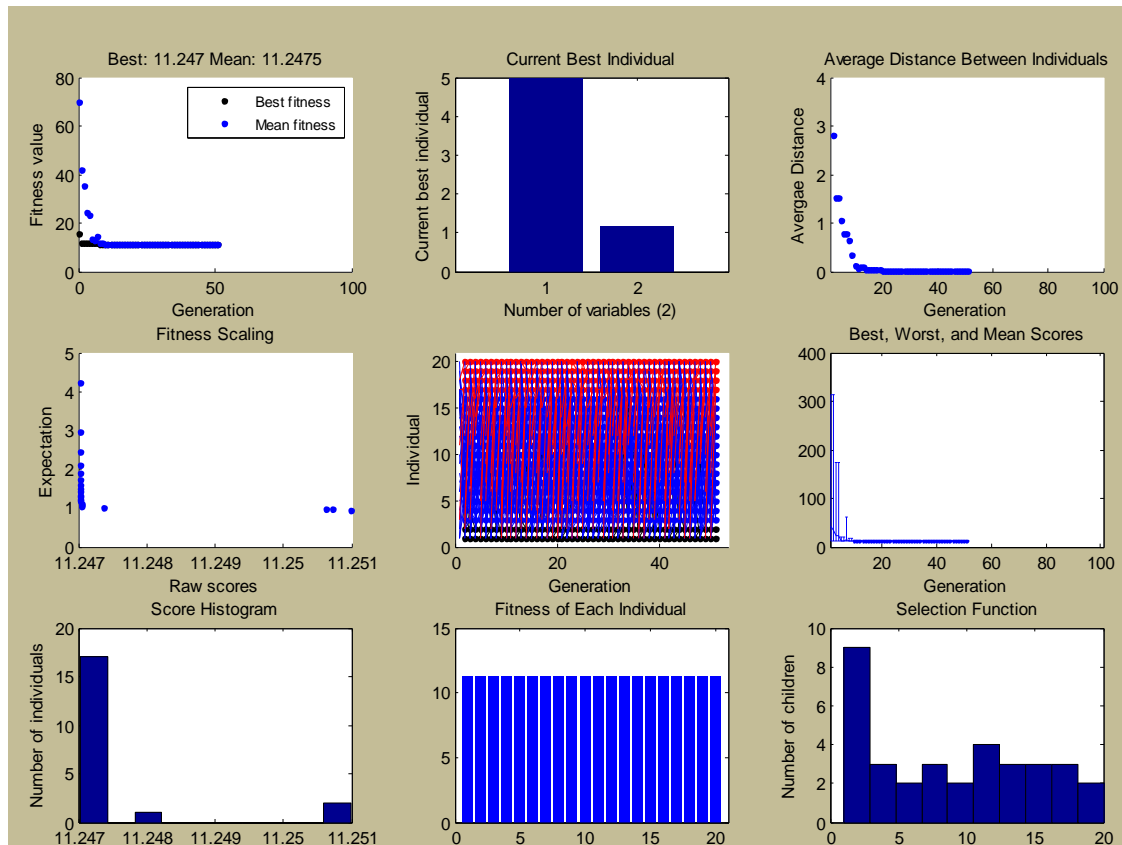 Best: 11.247 Mean: 11.2475
80
60
40
20
0
Fitness value
Best fitness
Mean fitness
0 50 100
Generation
Current Best Individual
5
4
3
2
1
0
Current best individual
1 2
Number of variables (2)
Average Distance Between Individuals
4
3
2
1
0
Avergae Distance
20 40 60 80 100
Generation
Fitness Scaling
5
4
3
2
1
0
Expectation
11.247 11.248 11.249 11.25 11.251
Raw scores
20
15
10
5
0
Individual
0 20 40
Generation
Best, Worst, and Mean Scores
400
300
200
100
0
20 40 60 80 100
Score Histogram
20
15
10
5
0
Number of individuals
11.247 11.248 11.249 11.25 11.251
Fitness of Each Individual
15
10
5
0
0 5 10 15 20
Selection Function
10
8
6
4
2
0
Number of children
0 5 10 15 20